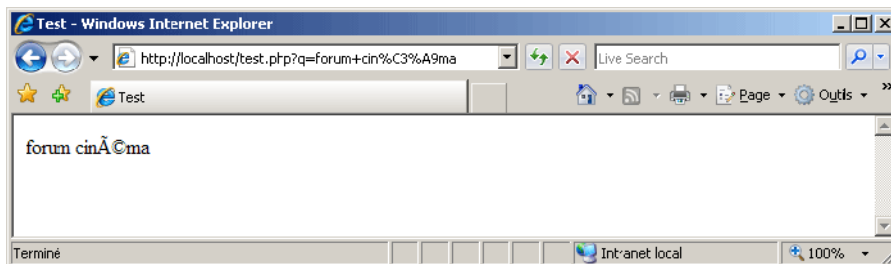 Test - Windows Internet Explorer
http://localhost/test.php?q=forum+cin%C3%A9ma Live Search
Test Page Outils »
forum cinÃ©ma
Terminé Intranet local 100%